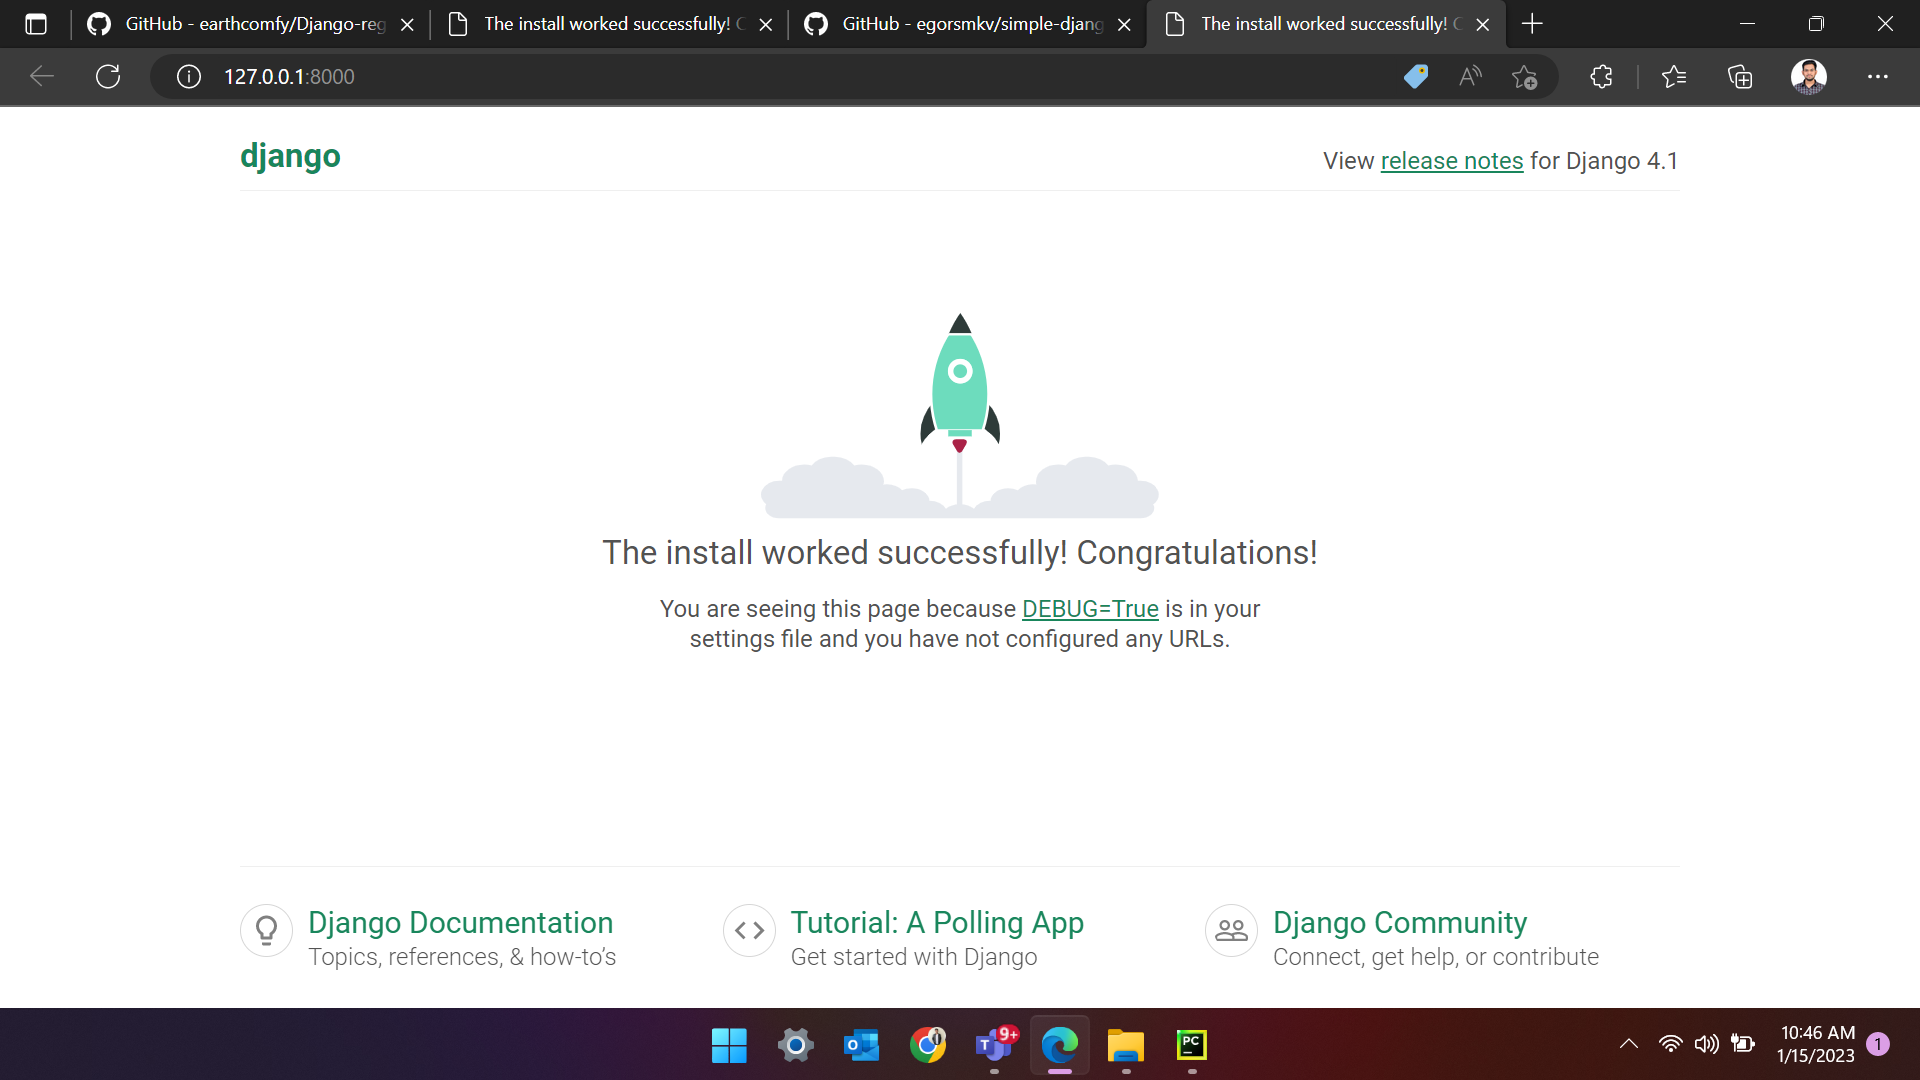 GitHub - earthcomfy/Django-reg
The install worked successfully! C
GitHub - egorsmkv/simple-djang
The install worked successfully! C
127.0.0.1:8000
django
View release notes for Django 4.1
The install worked successfully! Congratulations!
You are seeing this page because DEBUG=True is in your
settings file and you have not configured any URLs.
Django Documentation
Topics, references, & how-to's
Tutorial: A Polling App
Get started with Django
Django Community
Connect, get help, or contribute
9+
PC
10:46 AM
1/15/2023
1